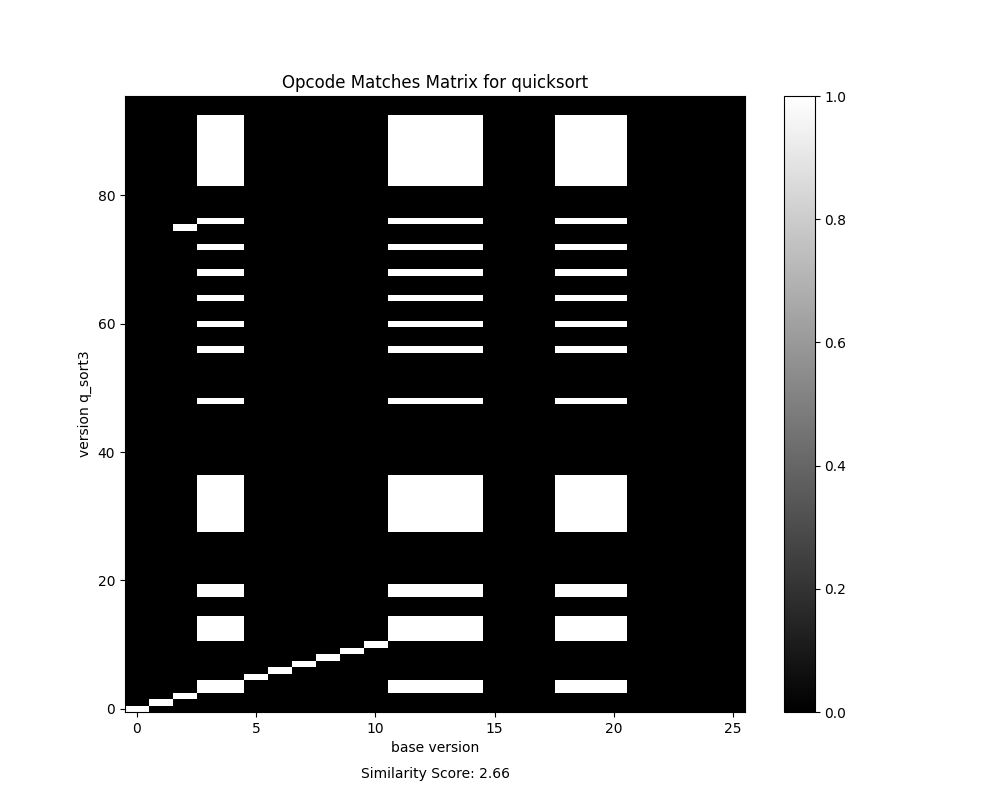 Opcode Matches Matrix for quicksort
80
60
40
20
0
version q_sort3
0 5 10 15 20 25
base version
Similarity Score: 2.66
1.0
0.8
0.6
0.4
0.2
0.0